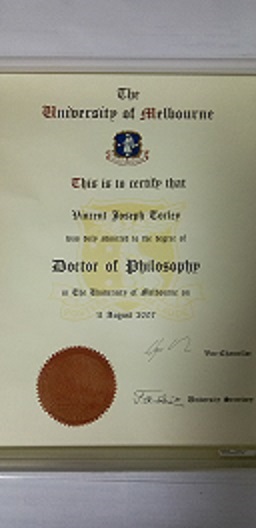 The
University of Melbourne
This is to certify that
Vincent Joseph Torley
was duly admitted to the degree of
Doctor of Philosophy
in The University of Melbourne on
11 August 2007
Vice-Chancellor
University Secretary